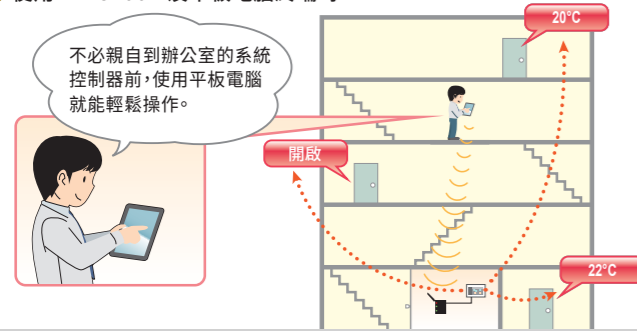 不必親自到辦公室的系統
控制器前,使用平板電腦
就能輕鬆操作。
20°C
開啟
22°C